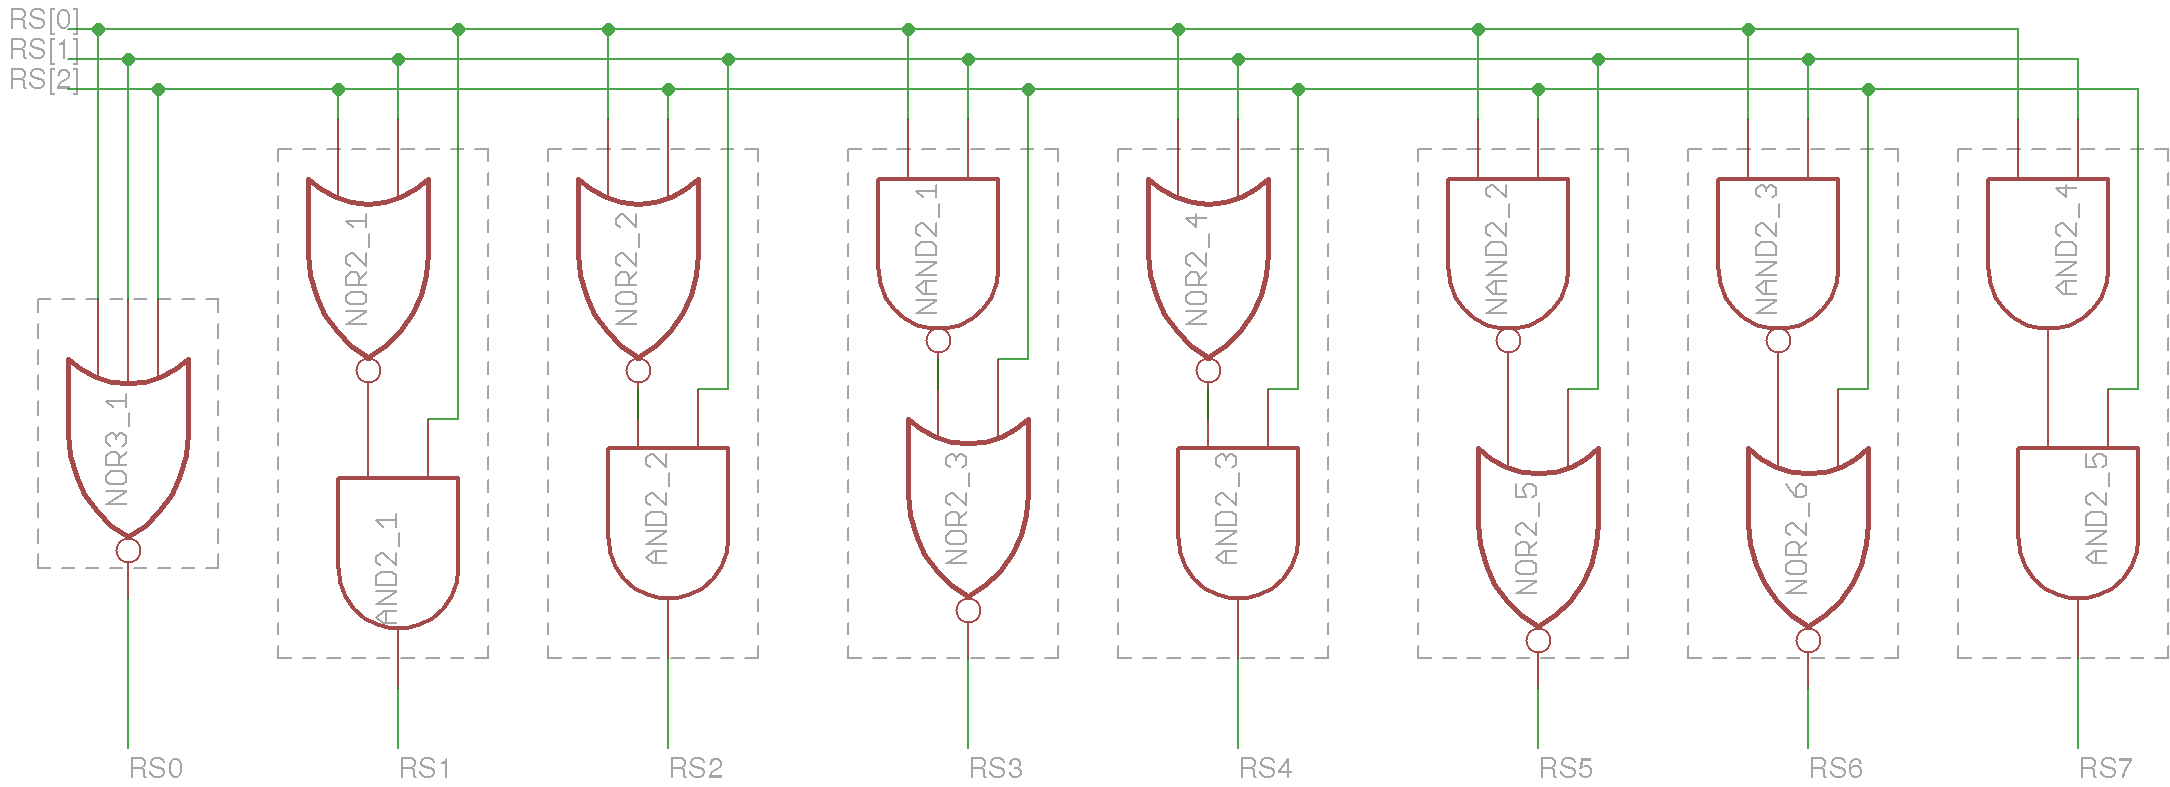 RS[0]
RS[1]
RS[2]
NOR3_1
NOR2_1
AND2_1
NOR2_2
AND2_2
NAND2_1
NOR2_3
NOR2_4
AND2_3
NAND2_2
NOR2_5
NAND2_3
NOR2_6
AND2_4
AND2_5
RS0
RS1
RS2
RS3
RS4
RS5
RS6
RS7